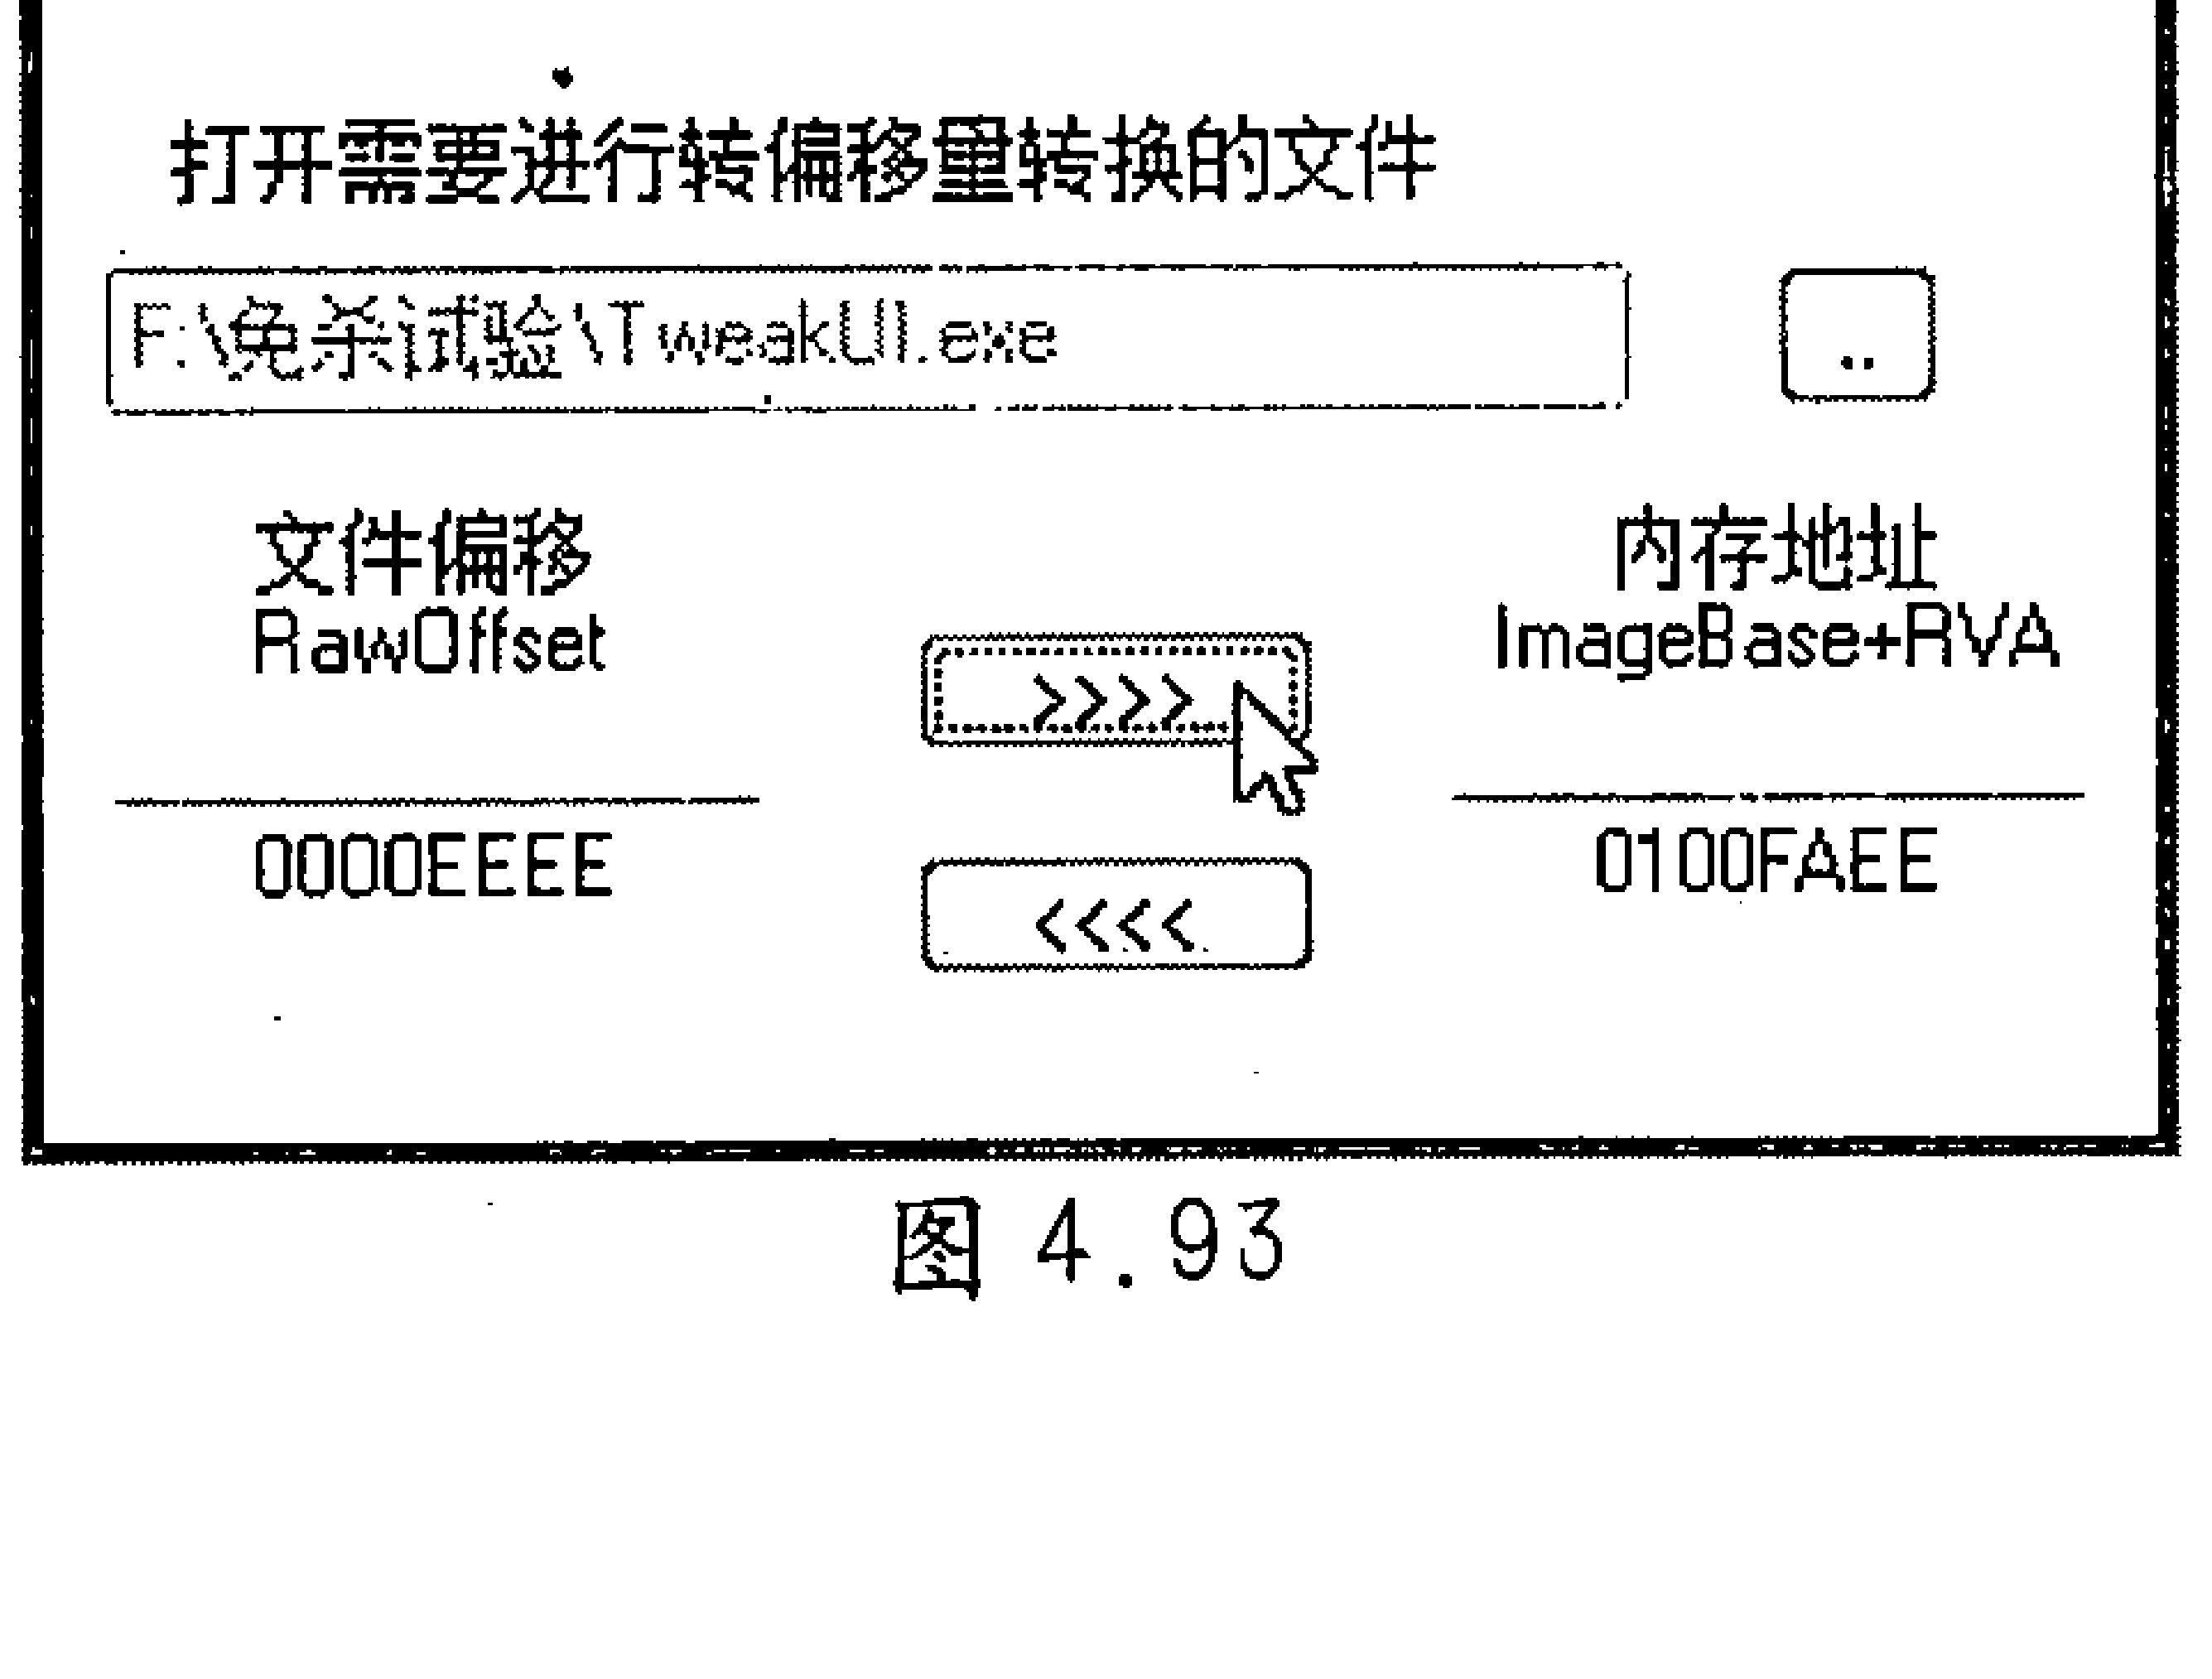 打开需要进行转偏移量转换的文件
F:\免杀试验\TweakUI.exe
..
文件偏移
RawOffset
内存地址
ImageBase+RVA
>>>>
0000EEEE
0100FAEE
<<<<
图 4.93